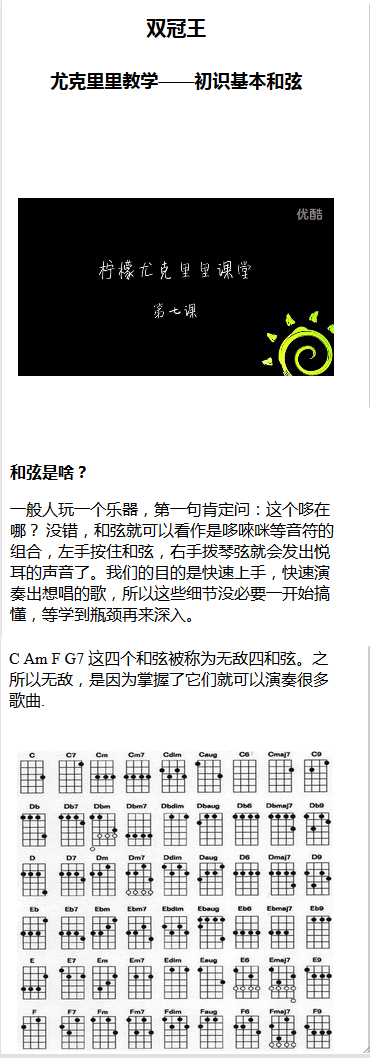 双冠王
尤克里里教学——初识基本和弦
优酷
柠檬尤克里里课堂
第七课
和弦是啥？
一般人玩一个乐器，第一句肯定问：这个哆在
哪？ 没错，和弦就可以看作是哆唻咪等音符的
组合，左手按住和弦，右手拨琴弦就会发出悦
耳的声音了。我们的目的是快速上手，快速演
奏出想唱的歌，所以这些细节没必要一开始搞
懂，等学到瓶颈再来深入。
C Am F G7 这四个和弦被称为无敌四和弦。之
所以无敌，是因为掌握了它们就可以演奏很多
歌曲.
C C7 Cm Cm7 Cdim Caug C6 Cmaj7 C9
Db Db7 Dbm Dbm7 Dbdim Dbaug Db6 Dbmaj7 Db9
D D7 Dm Dm7 Ddim Daug D6 Dmaj7 D9
Eb Eb7 Ebm Ebm7 Ebdim Ebaug Eb6 Ebmaj7 Eb9
E E7 Em Em7 Edim Eaug E6 Emaj7 E9
F F7 Fm Fm7 Fdim Faug F6 Fmaj7 F9